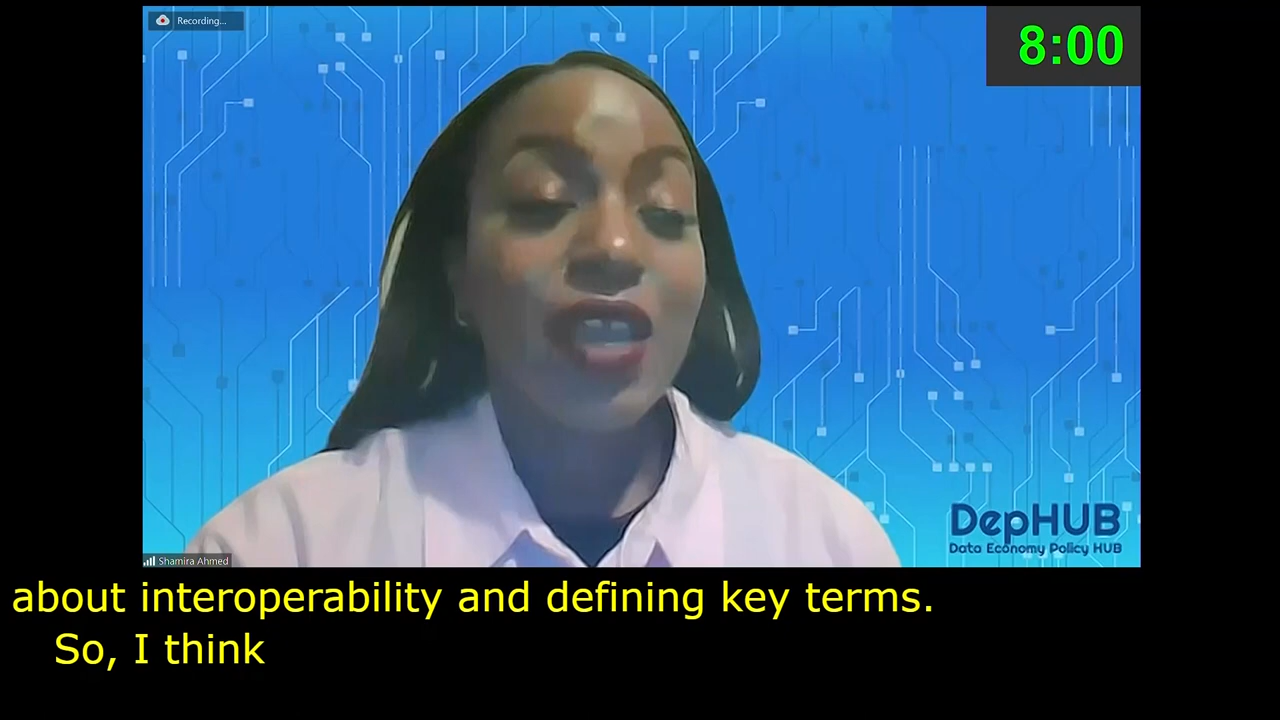 Recording...
8:00
DepHUB
Data Economy Policy HUB
Shamira Ahmed
about interoperability and defining key terms.
So, I think